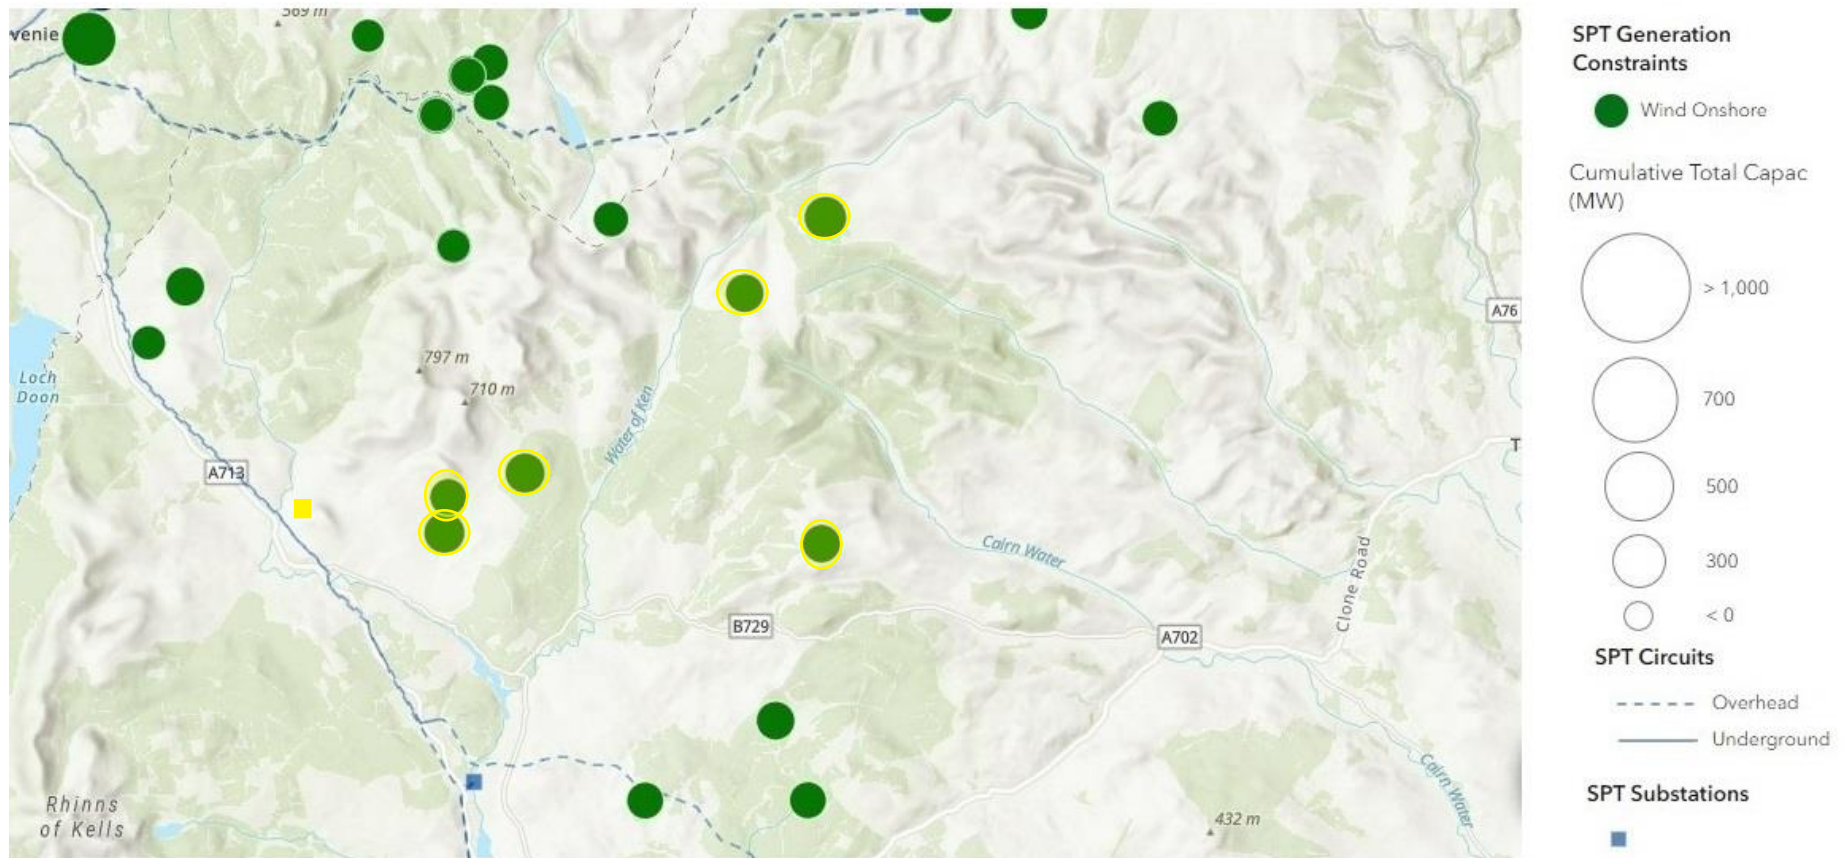 569 m
venie
Loch
Doon
797 m
710 m
Water of Ken
A713
A76
T
Cairn Water
Clone Road
B729
A702
Cairn Water
Rhinns
of Kells
432 m
SPT Generation
Constraints
Wind Onshore
Cumulative Total Capac
(MW)
> 1,000
700
500
300
< 0
SPT Circuits
Overhead
Underground
SPT Substations